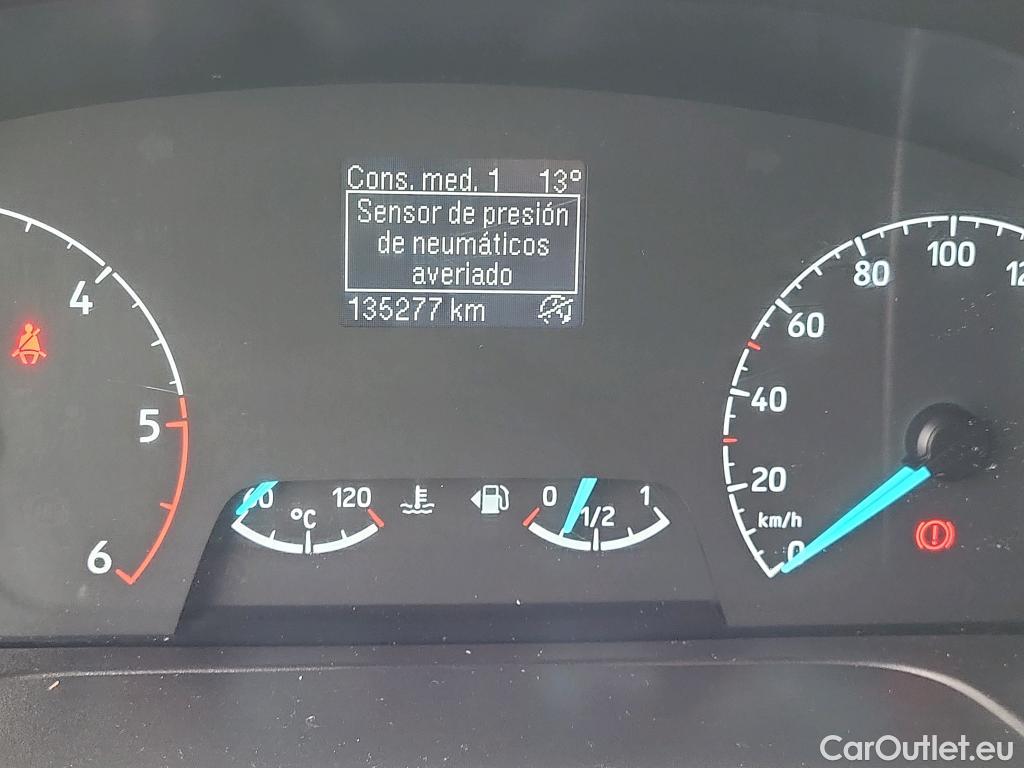 Cons. med. 1 13°
Sensor de presión
de neumáticos
averiado
135277 km
4
5
6
120
°C
0
1/2
1
0
20
40
60
80
100
km/h
CarOutlet.eu